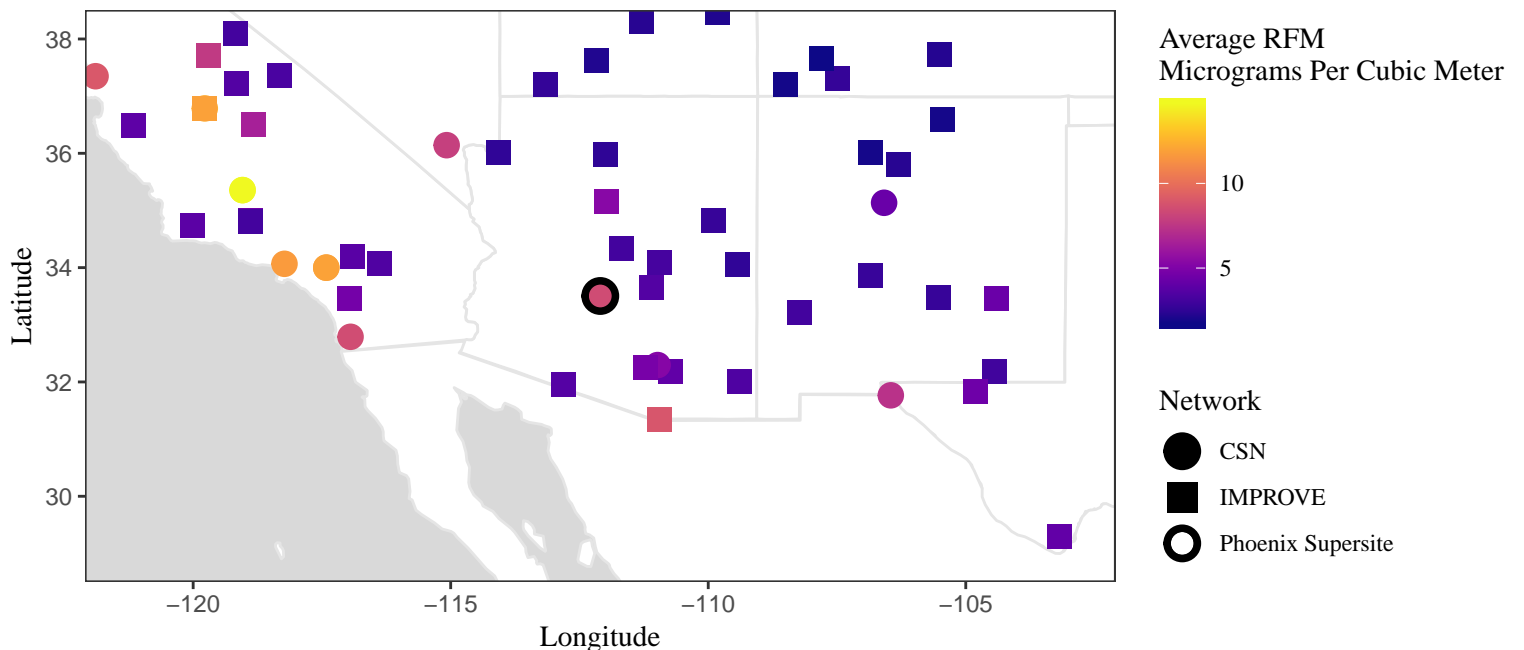 38
36
34
32
30
Latitude
−120
−115
−110
−105
Longitude
Average RFM
Micrograms Per Cubic Meter
10
5
Network
CSN
IMPROVE
Phoenix Supersite